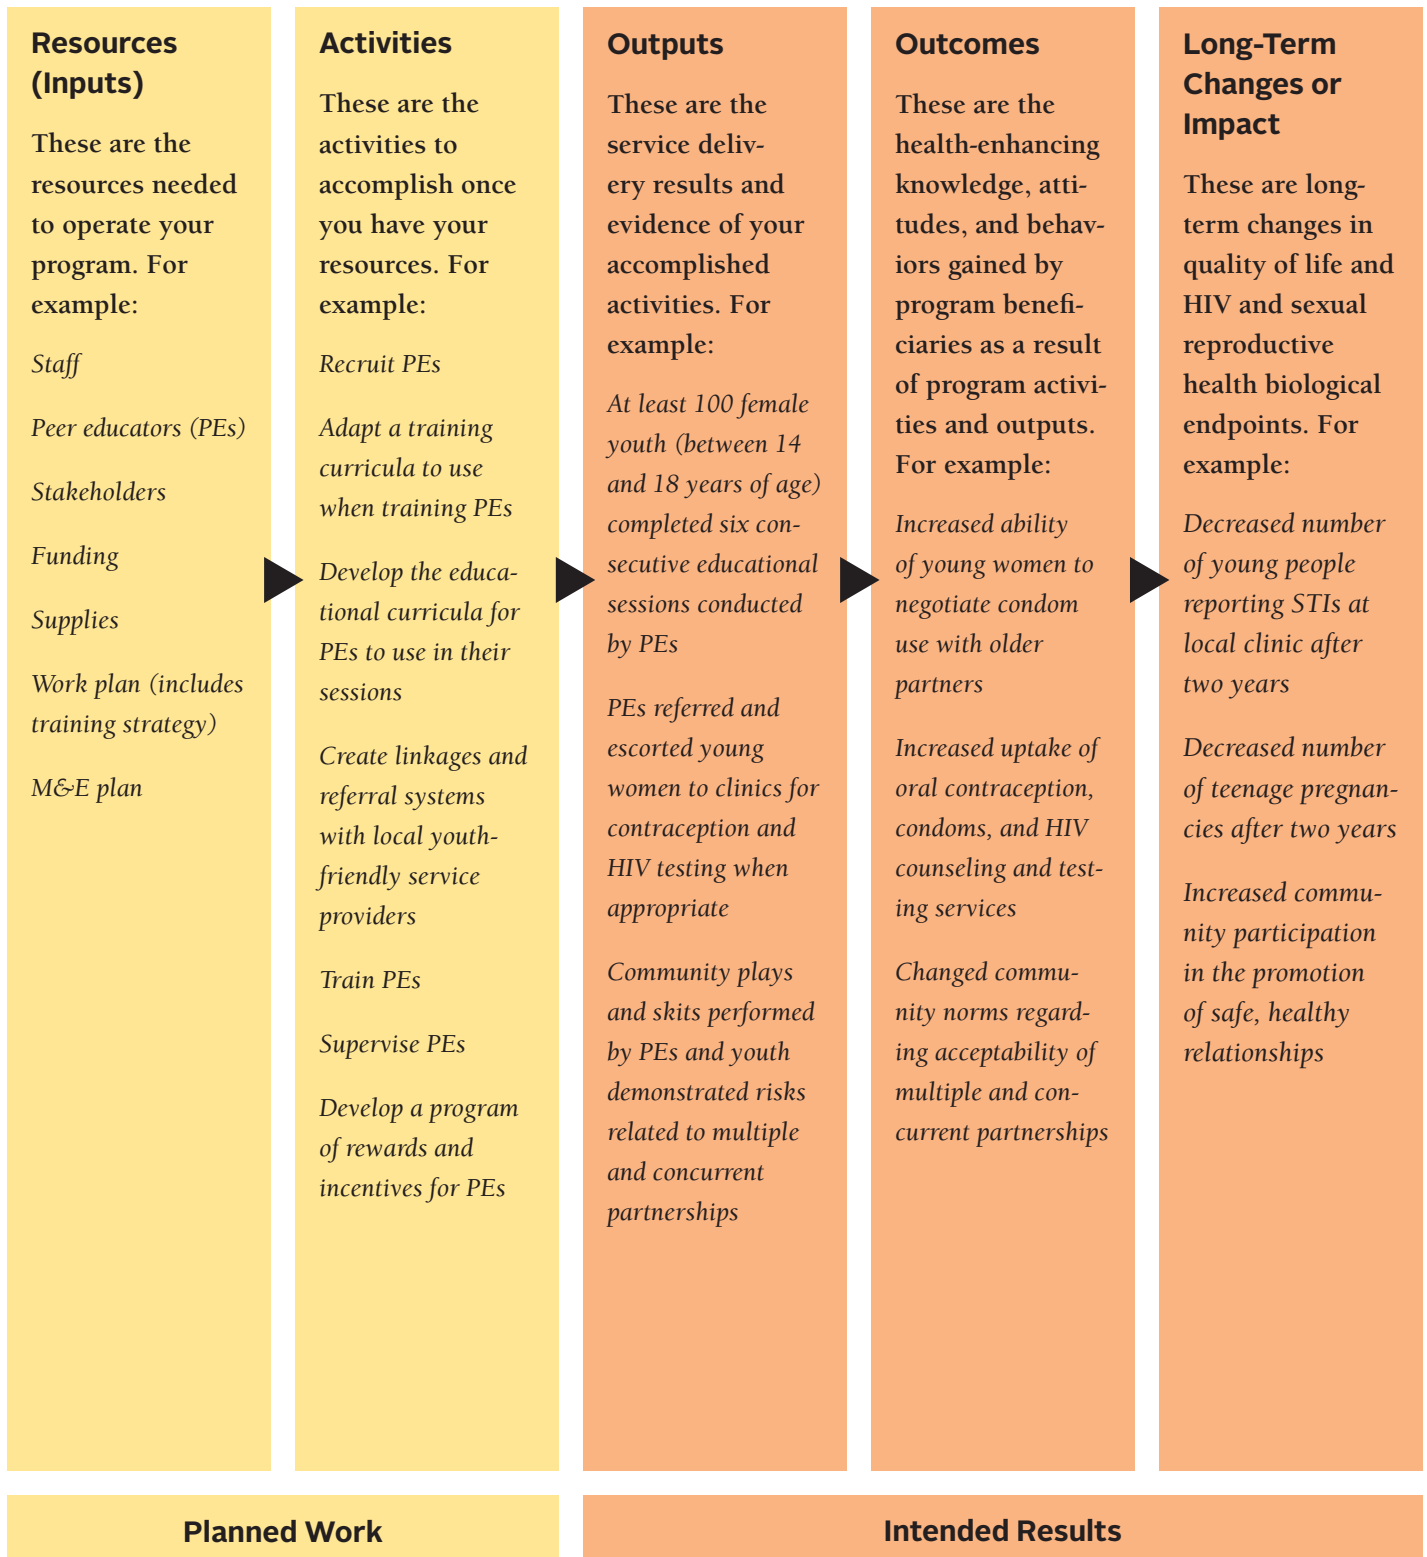 Resources
(Inputs)
These are the
resources needed
to operate your
program. For
example:
Staff
Peer educators (PEs)
Stakeholders
Funding
Supplies
Work plan (includes
training strategy)
M&E plan
Activities
These are the
activities to
accomplish once
you have your
resources. For
example:
Recruit PEs
Adapt a training
curricula to use
when training PEs
Develop the educa-
tional curricula for
PEs to use in their
sessions
Create linkages and
referral systems
with local youth-
friendly service
providers
Train PEs
Supervise PEs
Develop a program
of rewards and
incentives for PEs
Outputs
These are the
service deliv-
ery results and
evidence of your
accomplished
activities. For
example:
At least 100 female
youth (between 14
and 18 years of age)
completed six con-
secutive educational
sessions conducted
by PEs
PEs referred and
escorted young
women to clinics for
contraception and
HIV testing when
appropriate
Community plays
and skits performed
by PEs and youth
demonstrated risks
related to multiple
and concurrent
partnerships
Outcomes
These are the
health-enhancing
knowledge, atti-
tudes, and behav-
iors gained by
program benefi-
ciaries as a result
of program activi-
ties and outputs.
For example:
Increased ability
of young women to
negotiate condom
use with older
partners
Increased uptake of
oral contraception,
condoms, and HIV
counseling and test-
ing services
Changed commu-
nity norms regard-
ing acceptability of
multiple and con-
current partnerships
Long-Term
Changes or
Impact
These are long-
term changes in
quality of life and
HIV and sexual
reproductive
health biological
endpoints. For
example:
Decreased number
of young people
reporting STIs at
local clinic after
two years
Decreased number
of teenage pregnan-
cies after two years
Increased commu-
nity participation
in the promotion
of safe, healthy
relationships
Planned Work
Intended Results